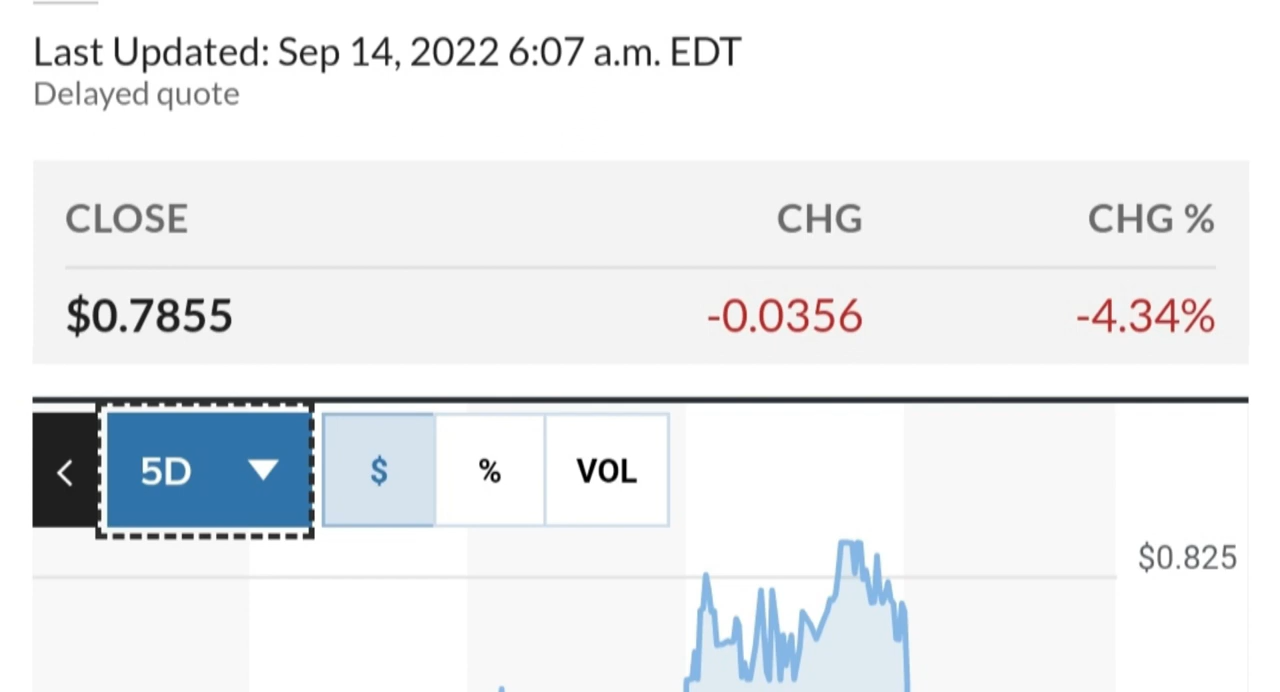 Last Updated: Sep 14, 2022 6:07 a.m. EDT
Delayed quote
CLOSE CHG CHG %
$0.7855 -0.0356 -4.34%
5D $ % VOL
$0.825